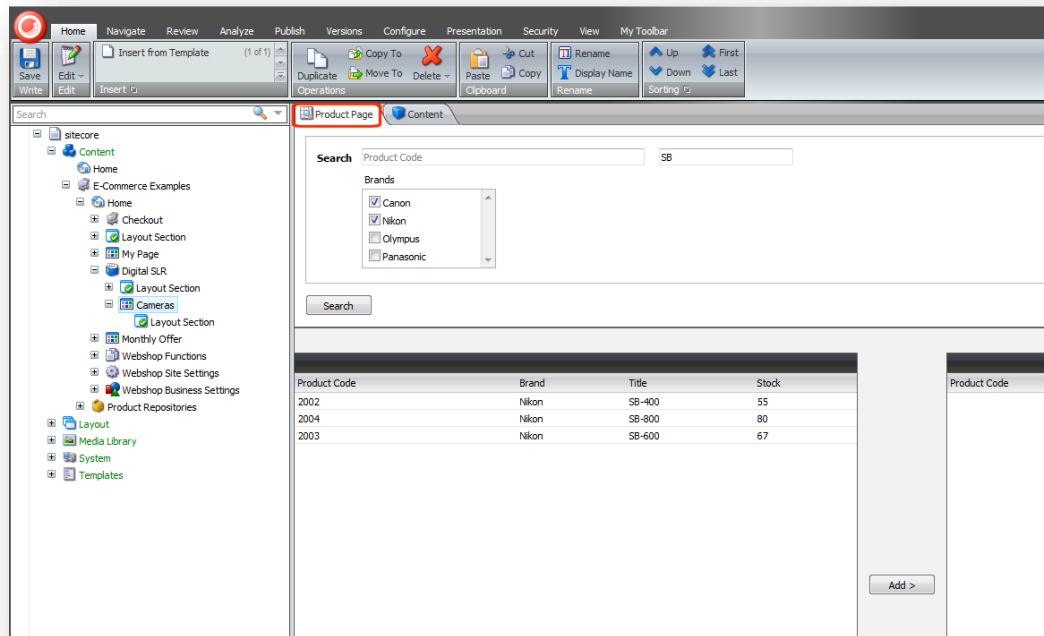 Home Navigate Review Analyze Publish Versions Configure Presentation Security View My Toolbar
Save
Write
Edit
Edit
Insert from Template (1 of 1)
Insert
Duplicate
Copy To
Move To
Delete
Operations
Paste
Cut
Copy
Clipboard
Rename
Display Name
Rename
Up
Down
First
Last
Sorting
Search
sitecore
Content
Home
E-Commerce Examples
Home
Checkout
Layout Section
My Page
Digital SLR
Layout Section
Cameras
Layout Section
Monthly Offer
Webshop Functions
Webshop Site Settings
Webshop Business Settings
Product Repositories
Layout
Media Library
System
Templates
Product Page Content
Search Product Code SB
Brands
Canon
Nikon
Olympus
Panasonic
Search
Product Code Brand Title Stock
2002 Nikon SB-400 55
2004 Nikon SB-800 80
2003 Nikon SB-600 67
Add >
Product Code